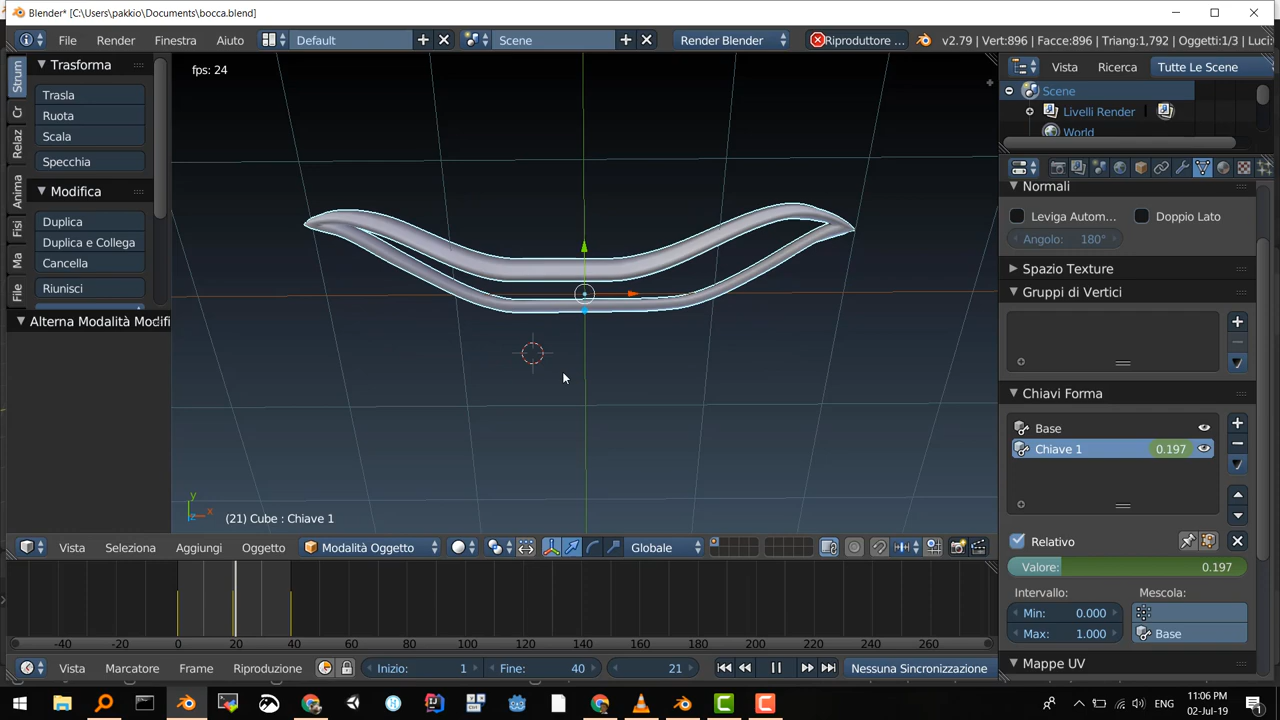 Blender* [C:\Users\pakkio\Documents\bocca.blend]
File Render Finestra Aiuto Default Scene Render Blender Riproduttore ... v2.79 | Vert:896 | Facce:896 | Triang:1,792 | Oggetti:1/3 | Luci:
fps: 24
Strum
Cr
Relaz
Anima
Fisi
Ma
File
Trasforma
Trasla
Ruota
Scala
Specchia
Modifica
Duplica
Duplica e Collega
Cancella
Riunisci
Alterna Modalità Modifi
y
x
z
(21) Cube : Chiave 1
Vista Seleziona Aggiungi Oggetto Modalità Oggetto Globale
-40 -20 0 20 40 60 80 100 120 140 160 180 200 220 240 260
Vista Marcatore Frame Riproduzione Inizio: 1 Fine: 40 21 Nessuna Sincronizzazione
Vista Ricerca Tutte Le Scene
Scene
Livelli Render
World
Normali
Leviga Autom... Doppio Lato
Angolo: 180°
Spazio Texture
Gruppi di Vertici
Chiavi Forma
Base
Chiave 1 0.197
Relativo
Valore: 0.197
Intervallo: Mescola:
Min: 0.000
Max: 1.000 Base
Mappe UV
ENG
11:06 PM
02-Jul-19